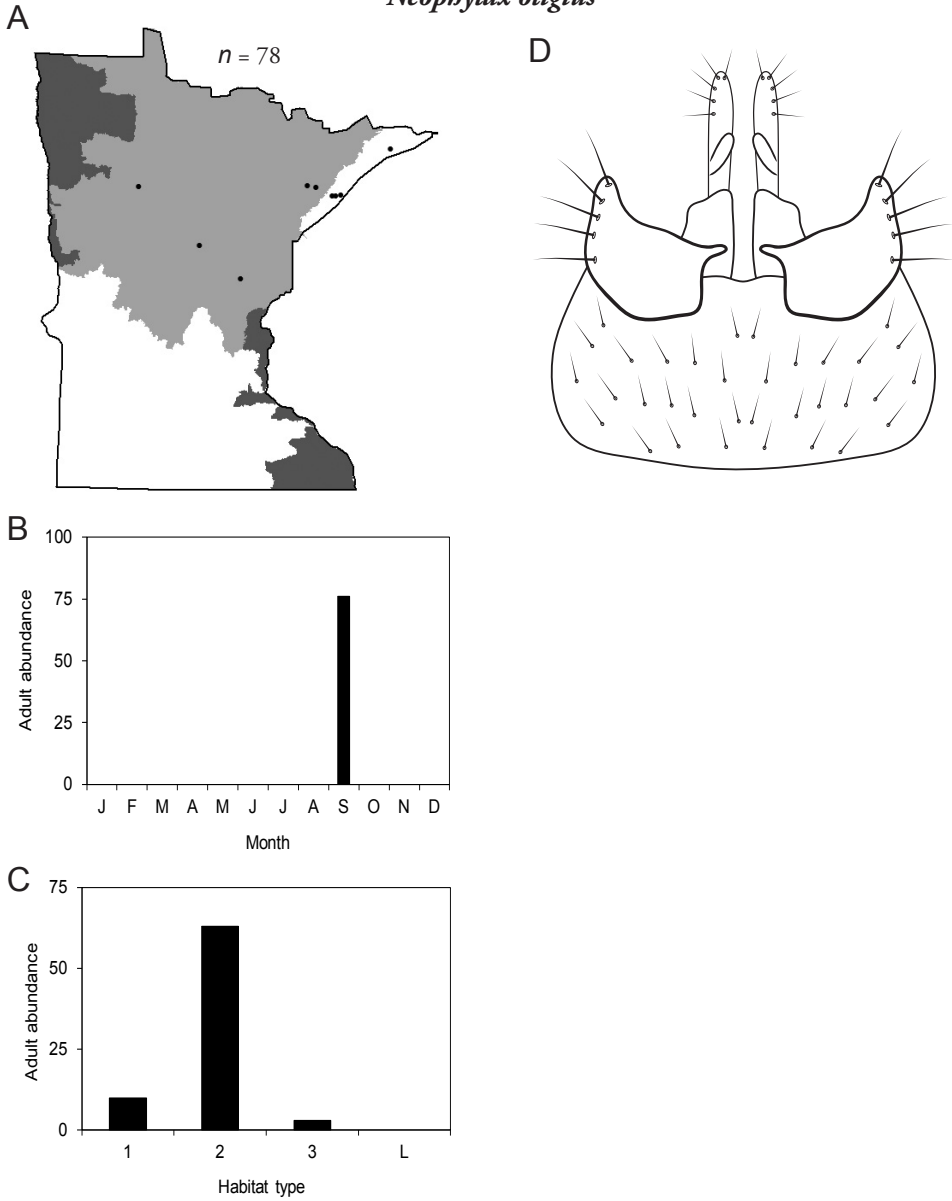 Neophylax oligius
A
n = 78
D
B
100
75
50
25
0
Adult abundance
J F M A M J J A S O N D
Month
C
75
50
25
0
Adult abundance
1 2 3 L
Habitat type